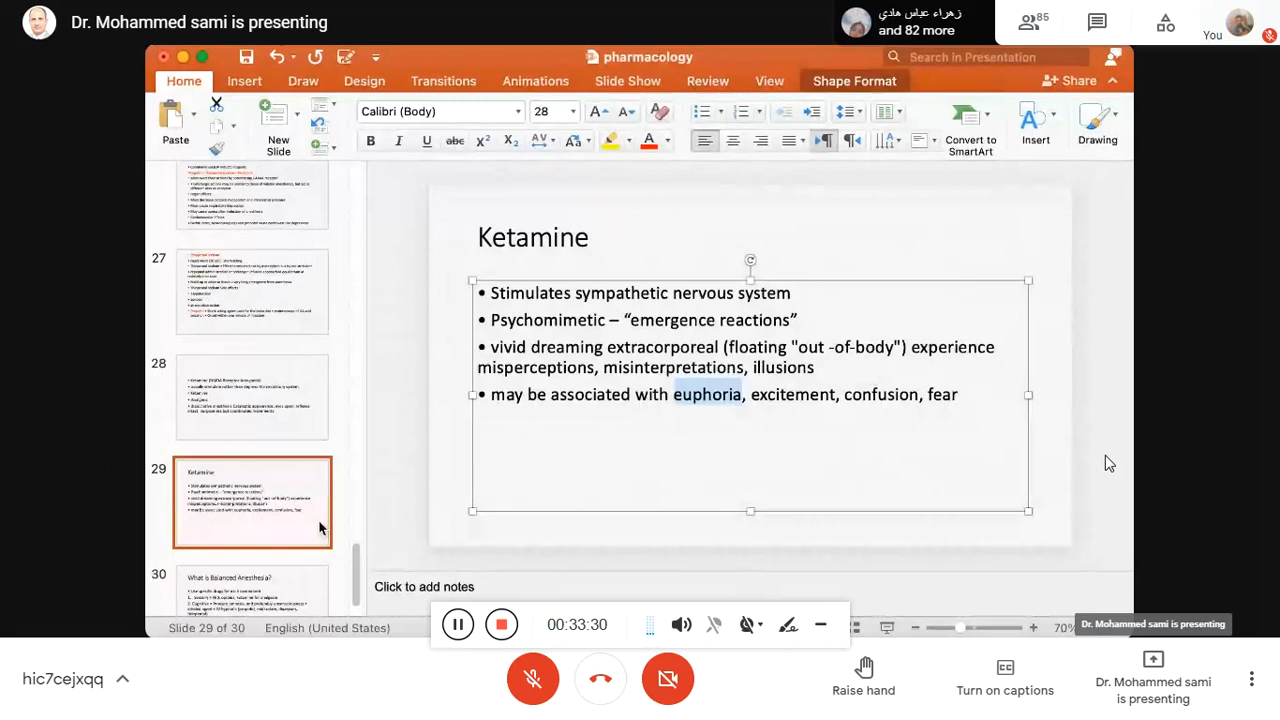 Dr. Mohammed sami is presenting
زهراء عباس هادي
and 82 more
85
You
pharmacology
Search in Presentation
Home Insert Draw Design Transitions Animations Slide Show Review View Shape Format Share
Calibri (Body) 28
Paste New Slide Convert to SmartArt Insert Drawing
27
28
29
Ketamine
30
What is Balanced Anesthesia?
Ketamine
• Stimulates sympathetic nervous system
• Psychomimetic – “emergence reactions”
• vivid dreaming extracorporeal (floating "out -of-body") experience
misperceptions, misinterpretations, illusions
• may be associated with euphoria, excitement, confusion, fear
Click to add notes
Slide 29 of 30 English (United States)
00:33:30
70%
Dr. Mohammed sami is presenting
hic7cejxqq
Raise hand
Turn on captions
Dr. Mohammed sami
is presenting